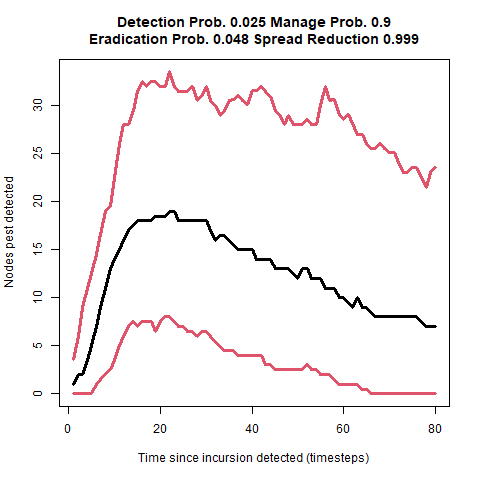 Detection Prob. 0.025 Manage Prob. 0.9
Eradication Prob. 0.048 Spread Reduction 0.999
Nodes pest detected
30
25
20
15
10
5
0
0 20 40 60 80
Time since incursion detected (timesteps)